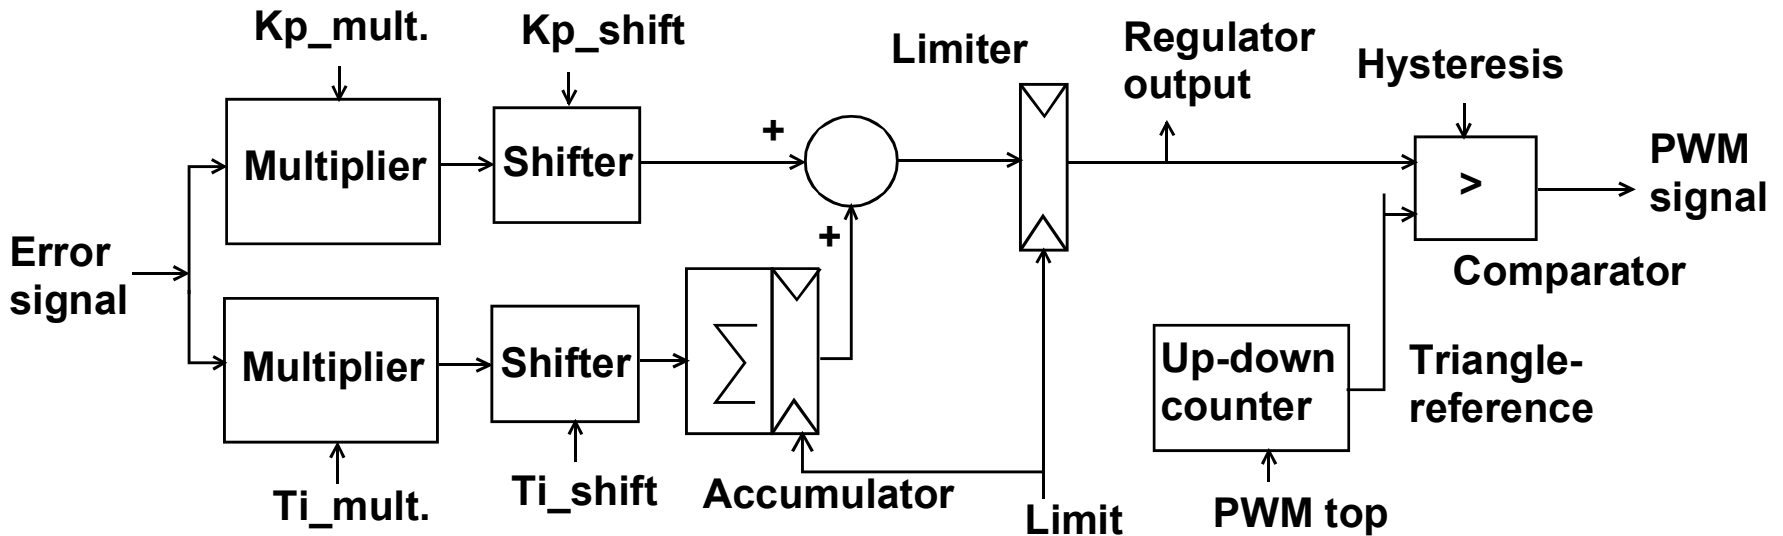 Kp_mult.
Kp_shift
Limiter
Regulator
output
Hysteresis
Multiplier
Shifter
+
>
PWM
signal
Error
signal
+
Comparator
Multiplier
Shifter
Σ
Up-down
counter
Triangle-
reference
Ti_mult.
Ti_shift
Accumulator
Limit
PWM top